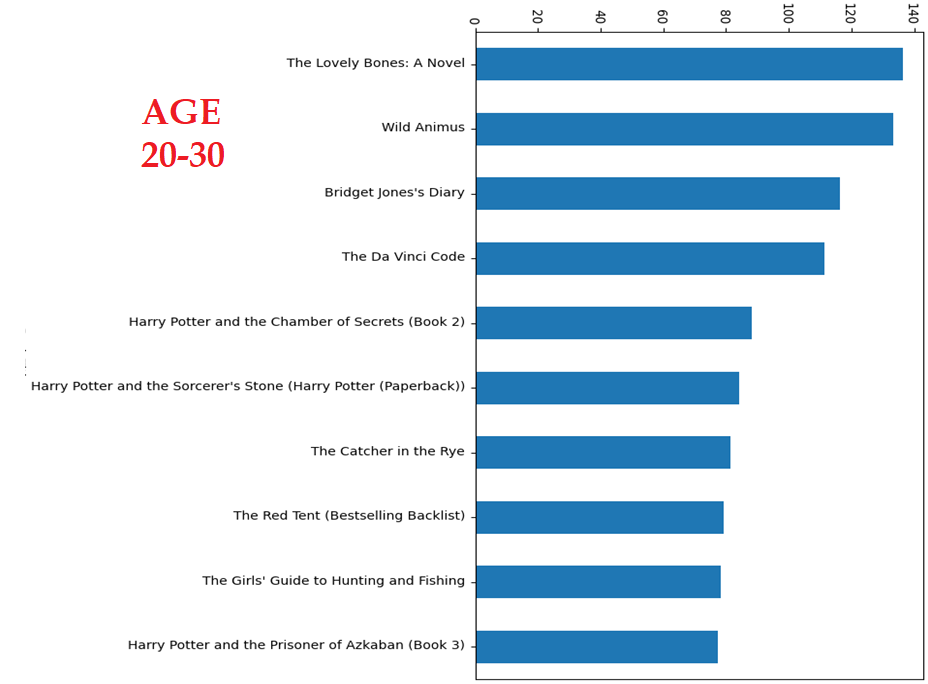 0 20 40 60 80 100 120 140
The Lovely Bones: A Novel
AGE
20-30
Wild Animus
Bridget Jones's Diary
The Da Vinci Code
Harry Potter and the Chamber of Secrets (Book 2)
Harry Potter and the Sorcerer's Stone (Harry Potter (Paperback))
The Catcher in the Rye
The Red Tent (Bestselling Backlist)
The Girls' Guide to Hunting and Fishing
Harry Potter and the Prisoner of Azkaban (Book 3)